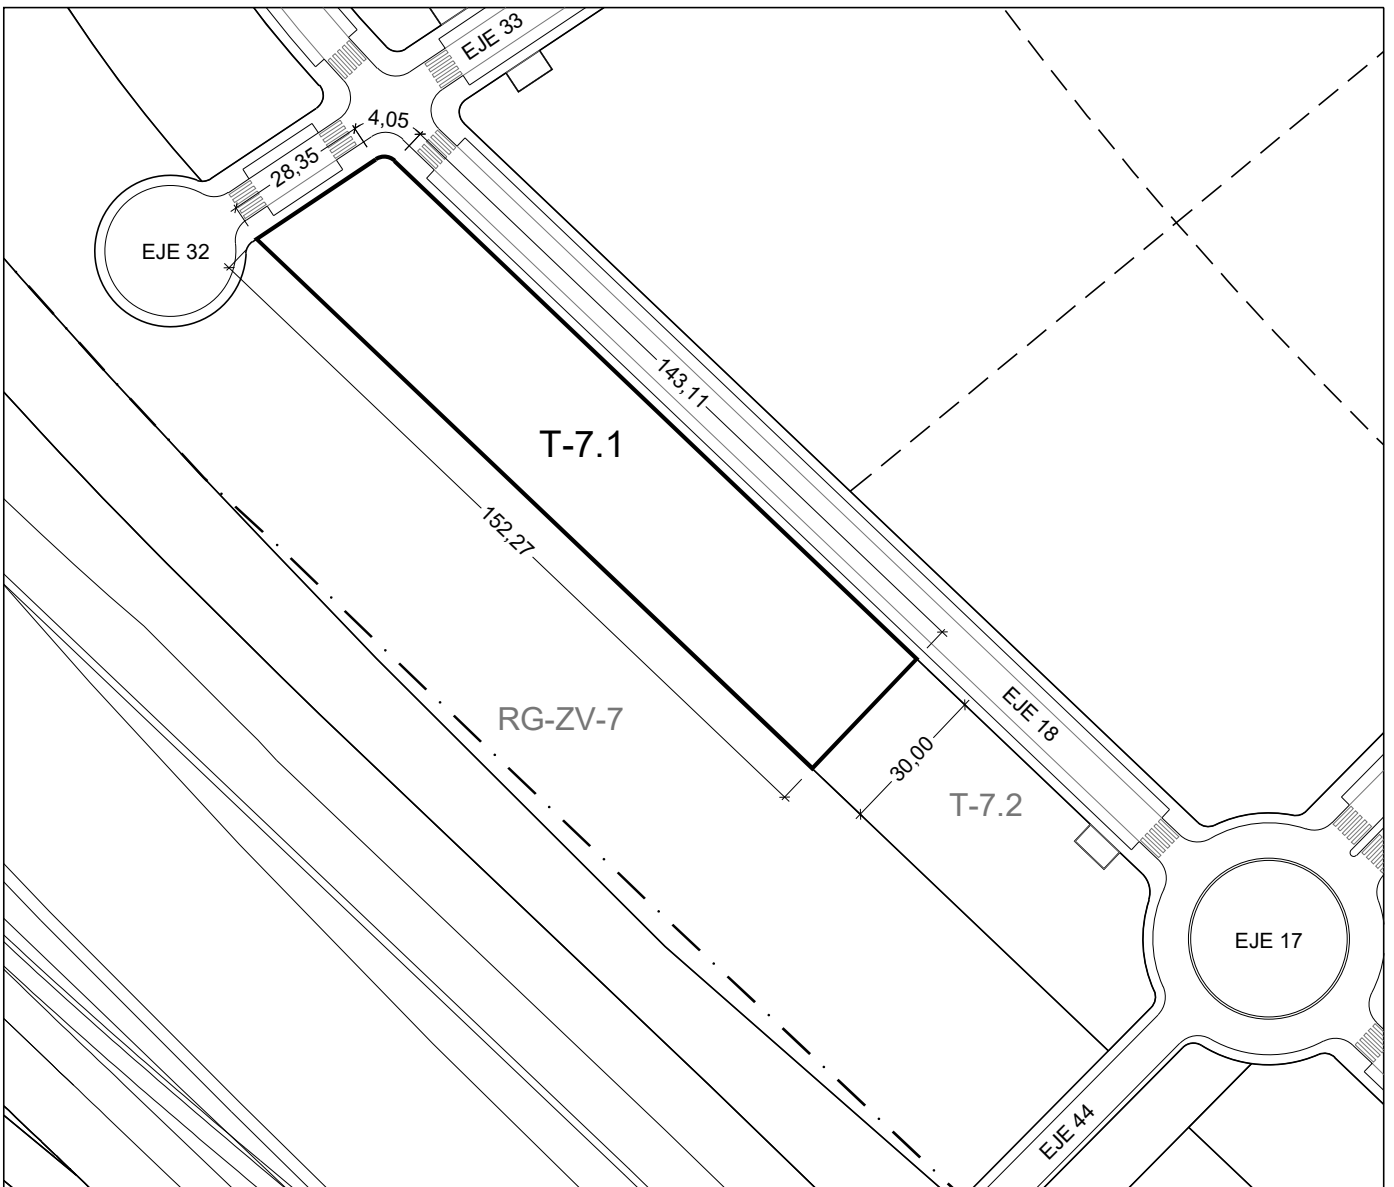 EJE 33
4,05
28,35
EJE 32
143,11
T-7.1
152,27
EJE 18
RG-ZV-7
30,00
T-7.2
EJE 17
EJE 44